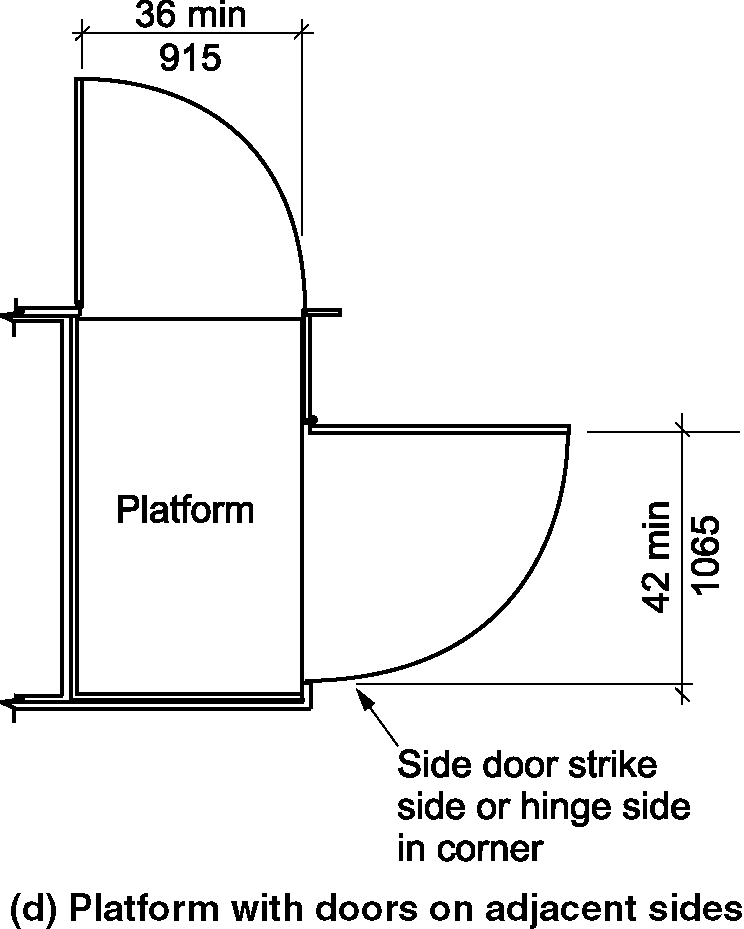 36 min
915
Platform
42 min
1065
Side door strike
side or hinge side
in corner
(d) Platform with doors on adjacent sides